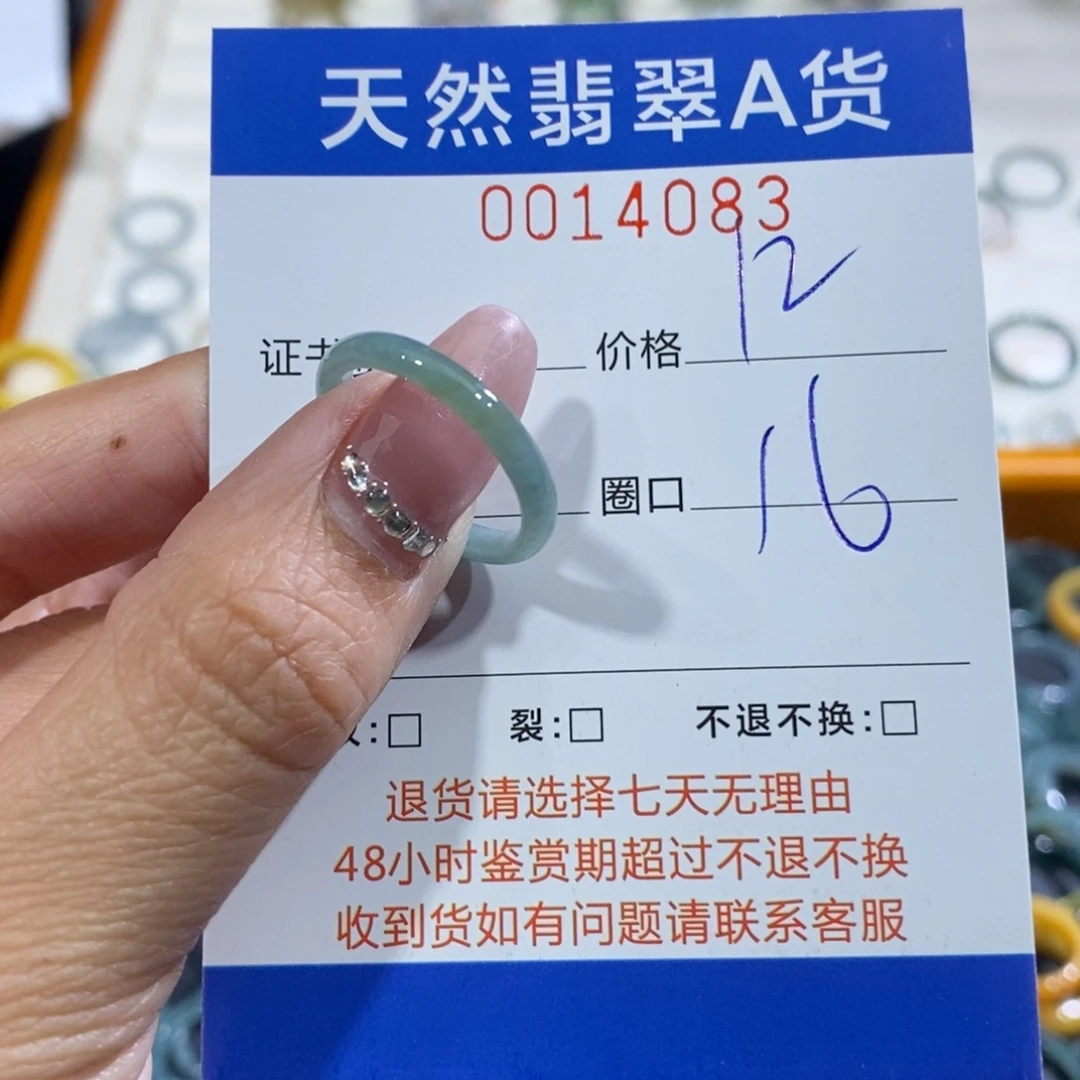 天然翡翠A货
0014083
证书 价格 12
圈口 16
: □ 裂: □ 不退不换: □
退货请选择七天无理由
48小时鉴赏期超过不退不换
收到货如有问题请联系客服